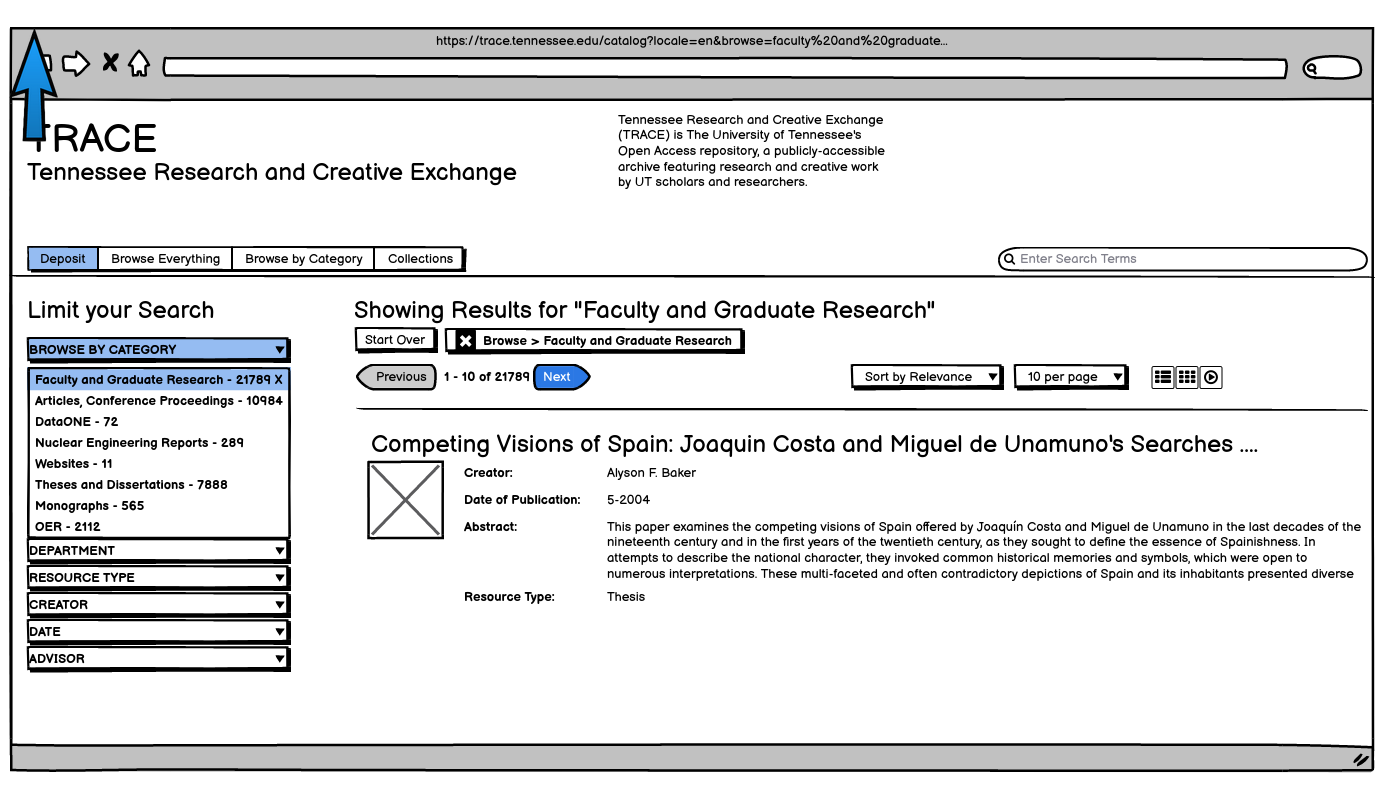 https://trace.tennessee.edu/catalog?locale=en&browse=faculty%20and%20graduate...
TRACE
Tennessee Research and Creative Exchange
Tennessee Research and Creative Exchange
(TRACE) is The University of Tennessee's
Open Access repository, a publicly-accessible
archive featuring research and creative work
by UT scholars and researchers.
Deposit
Browse Everything
Browse by Category
Collections
Enter Search Terms
Limit your Search
BROWSE BY CATEGORY
Faculty and Graduate Research - 21789 X
Articles, Conference Proceedings - 10984
DataONE - 72
Nuclear Engineering Reports - 289
Websites - 11
Theses and Dissertations - 7888
Monographs - 565
OER - 2112
DEPARTMENT
RESOURCE TYPE
CREATOR
DATE
ADVISOR
Showing Results for "Faculty and Graduate Research"
Start Over
Browse > Faculty and Graduate Research
Previous
1 - 10 of 21789
Next
Sort by Relevance
10 per page
Competing Visions of Spain: Joaquin Costa and Miguel de Unamuno's Searches ....
Creator: Alyson F. Baker
Date of Publication: 5-2004
Abstract: This paper examines the competing visions of Spain offered by Joaquín Costa and Miguel de Unamuno in the last decades of the
nineteenth century and in the first years of the twentieth century, as they sought to define the essence of Spainishness. In
attempts to describe the national character, they invoked common historical memories and symbols, which were open to
numerous interpretations. These multi-faceted and often contradictory depictions of Spain and its inhabitants presented diverse
Resource Type: Thesis